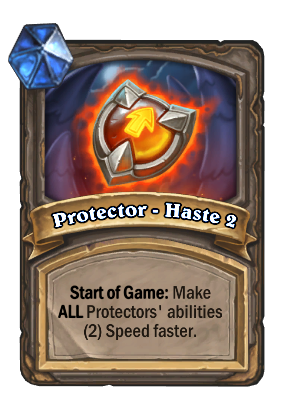 Protector - Haste 2
Start of Game: Make
ALL Protectors' abilities
(2) Speed faster.